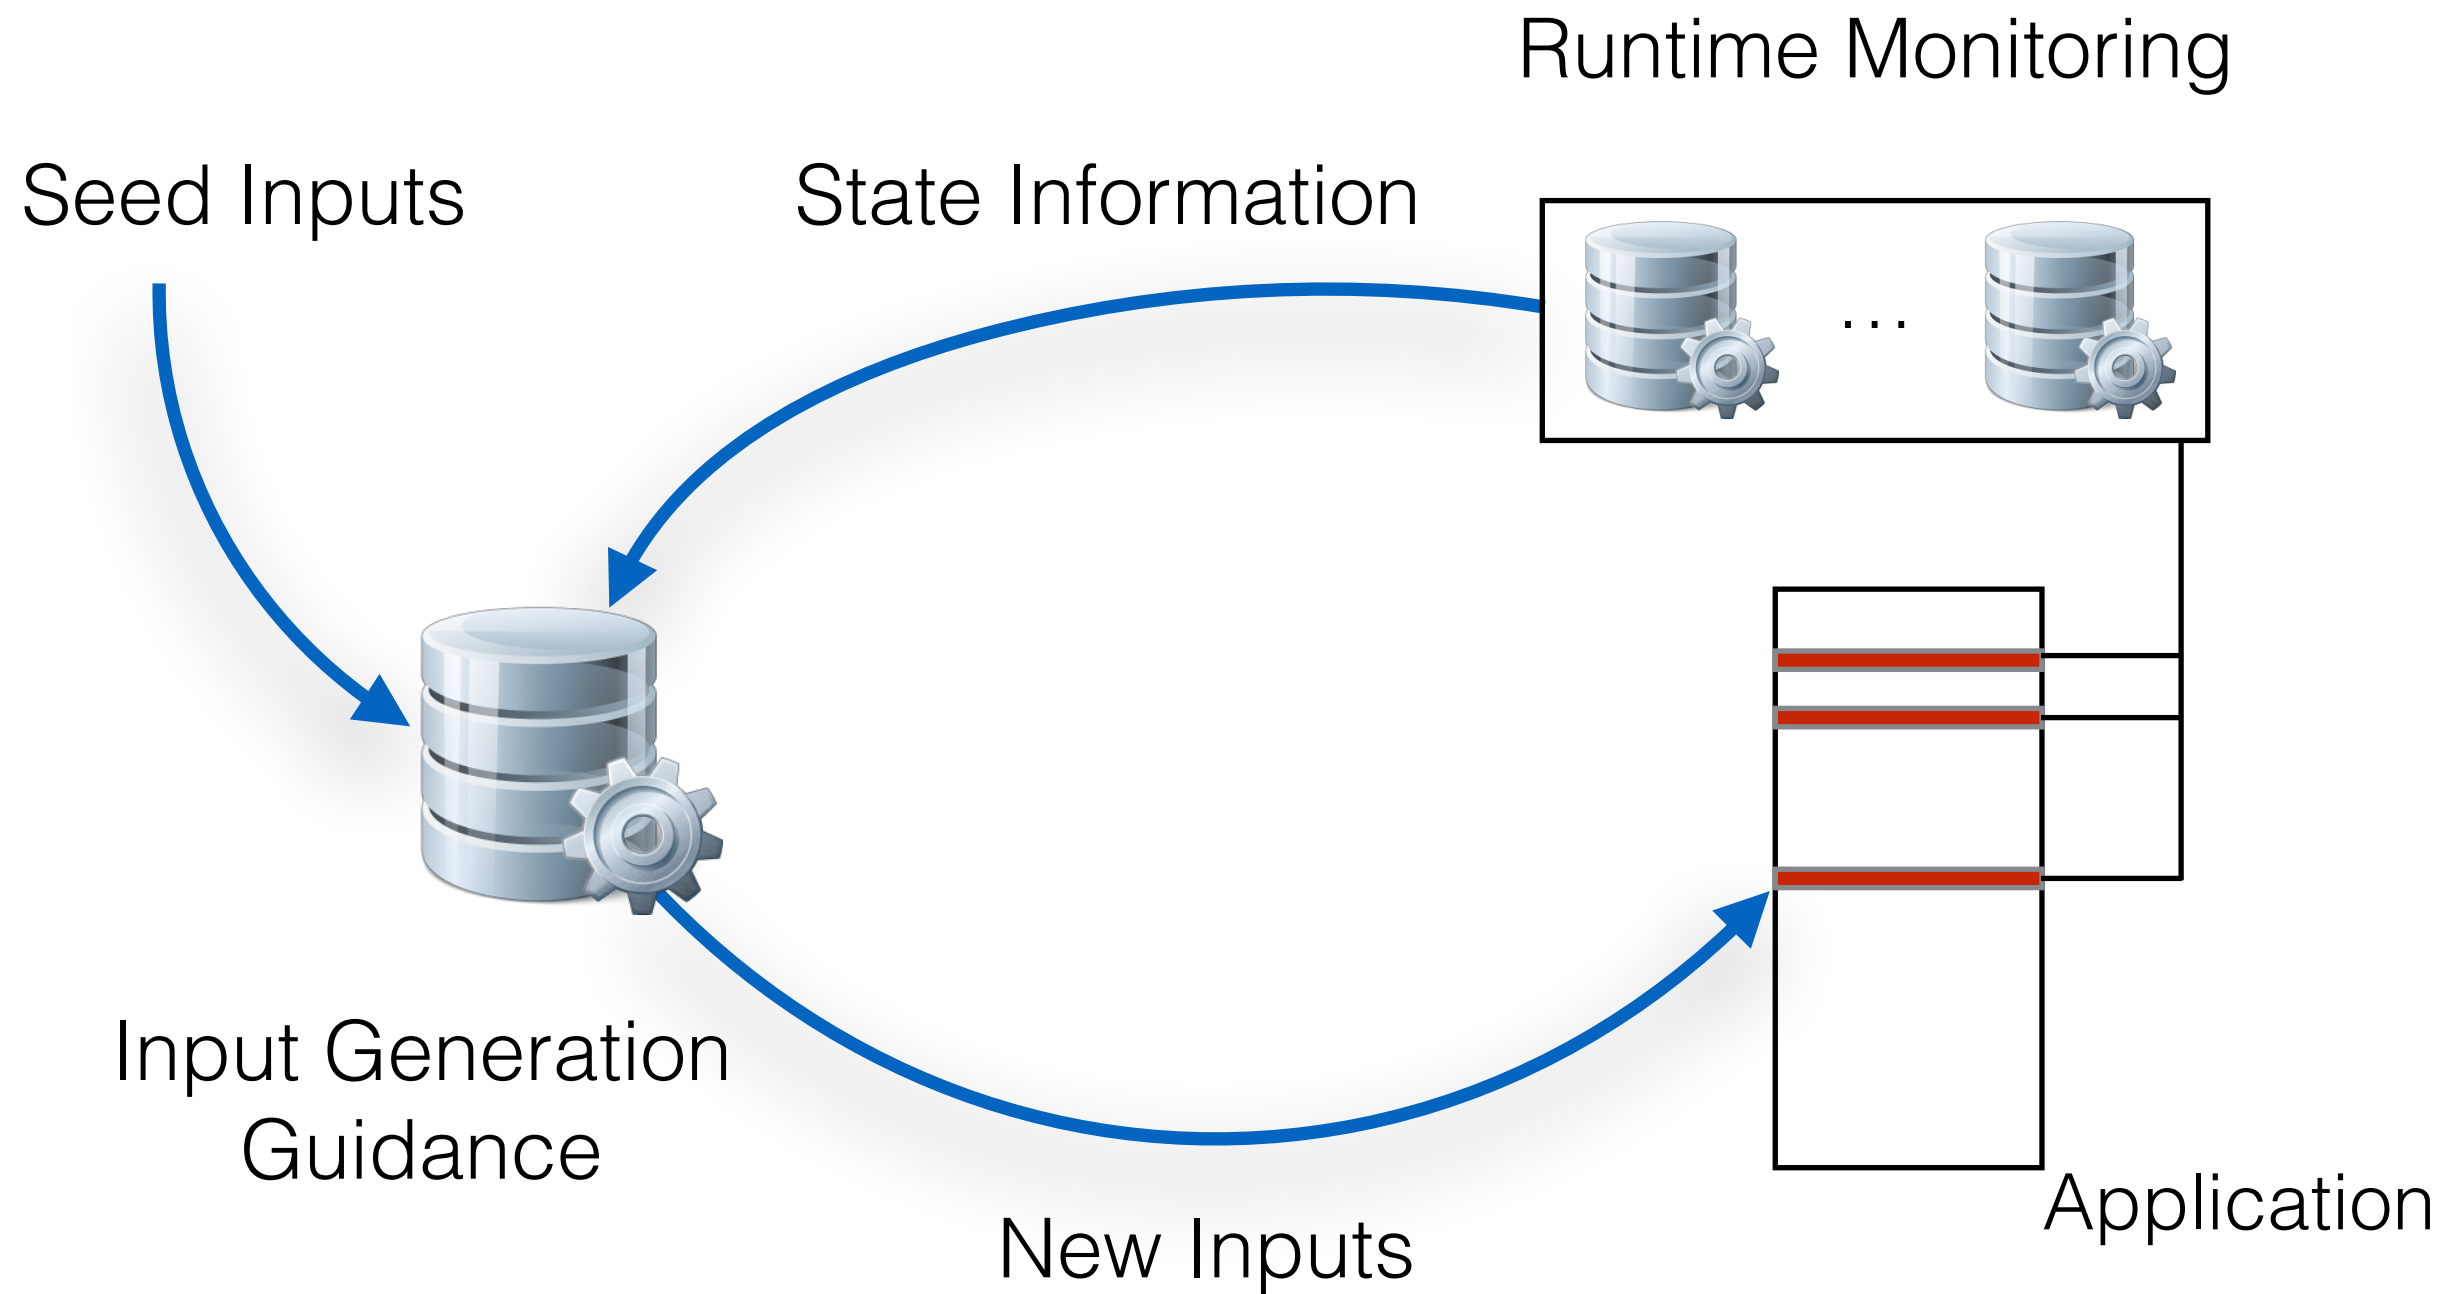 Runtime Monitoring
Seed Inputs
State Information
...
Input Generation
Guidance
Application
New Inputs